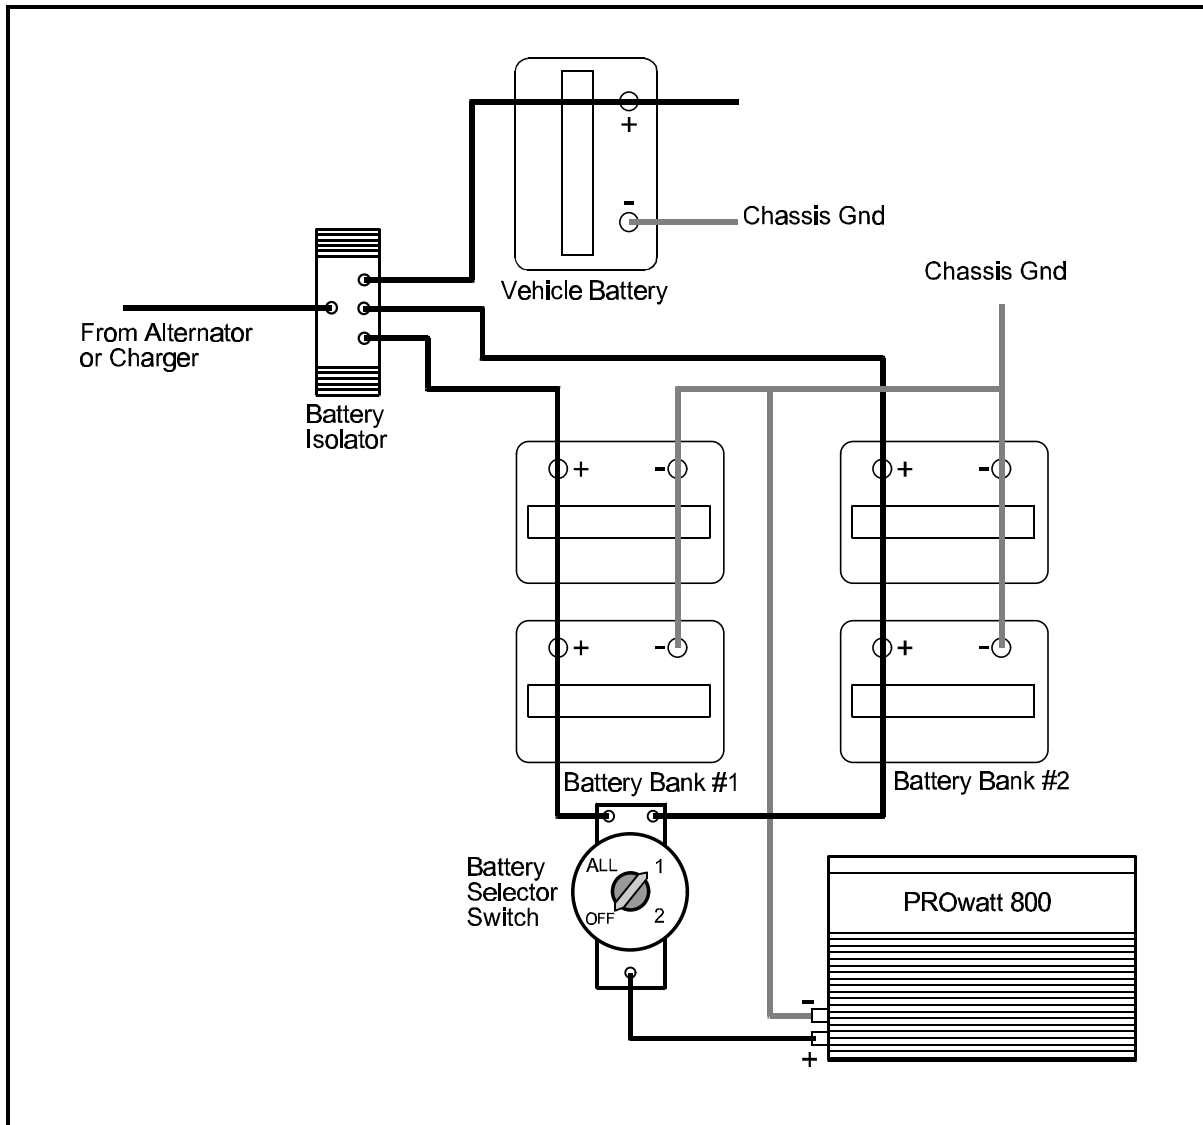 +
-
Chassis Gnd
Vehicle Battery
Chassis Gnd
From Alternator
or Charger
Battery
Isolator
+ -
+ -
+ -
+ -
Battery Bank #1
Battery Bank #2
Battery
Selector
Switch
ALL 1
OFF 2
PROwatt 800
-
+